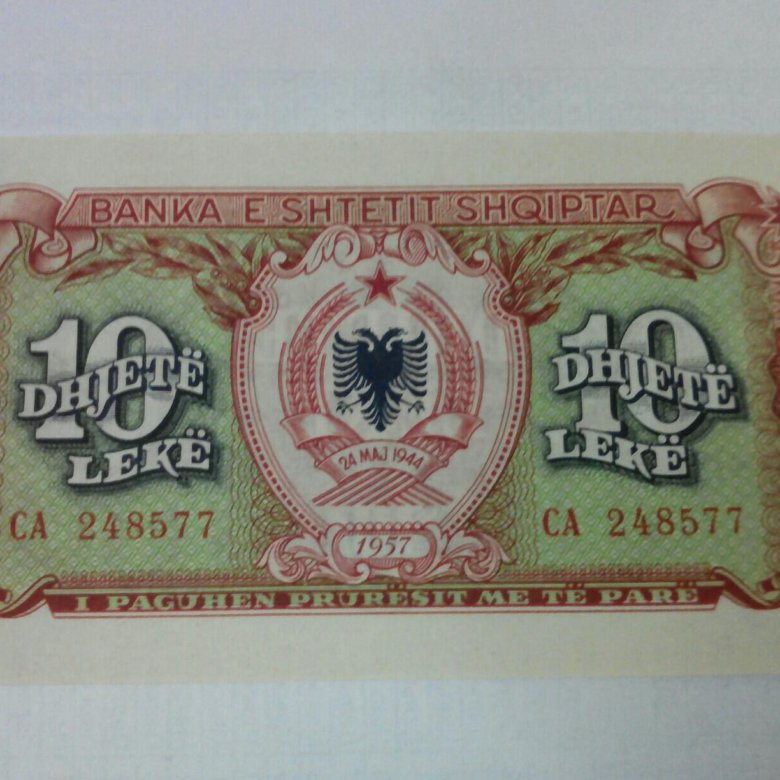 BANKA E SHTETIT SHQIPTAR
10
DHJETË
LEKË
10
DHJETË
LEKË
24 MAJ 1944
CA 248577
CA 248577
1957
I PAGUHEN PRURËSIT ME TË PARË